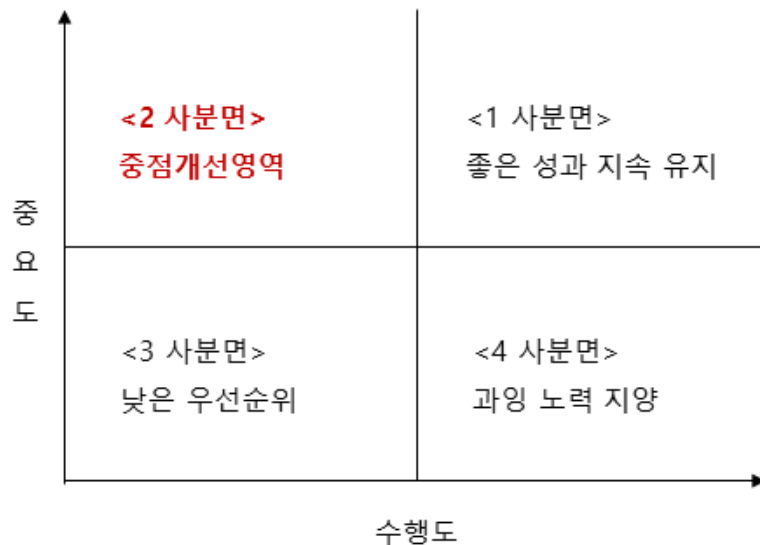 <2 사분면>
중점개선영역
<1 사분면>
좋은 성과 지속 유지
중
요
도
<3 사분면>
낮은 우선순위
<4 사분면>
과잉 노력 지양
수행도